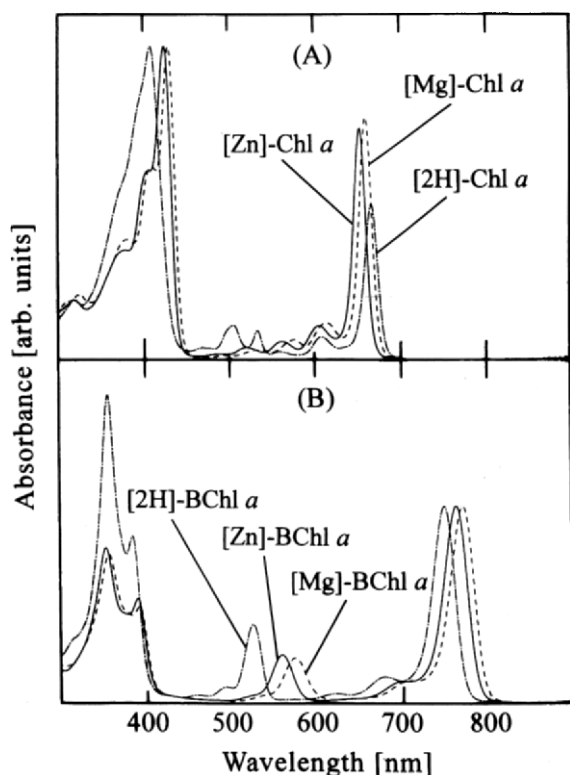 (A)
[Mg]-Chl a
[Zn]-Chl a
[2H]-Chl a
Absorbance [arb. units]
(B)
[2H]-BChl a
[Zn]-BChl a
[Mg]-BChl a
400 500 600 700 800
Wavelength [nm]